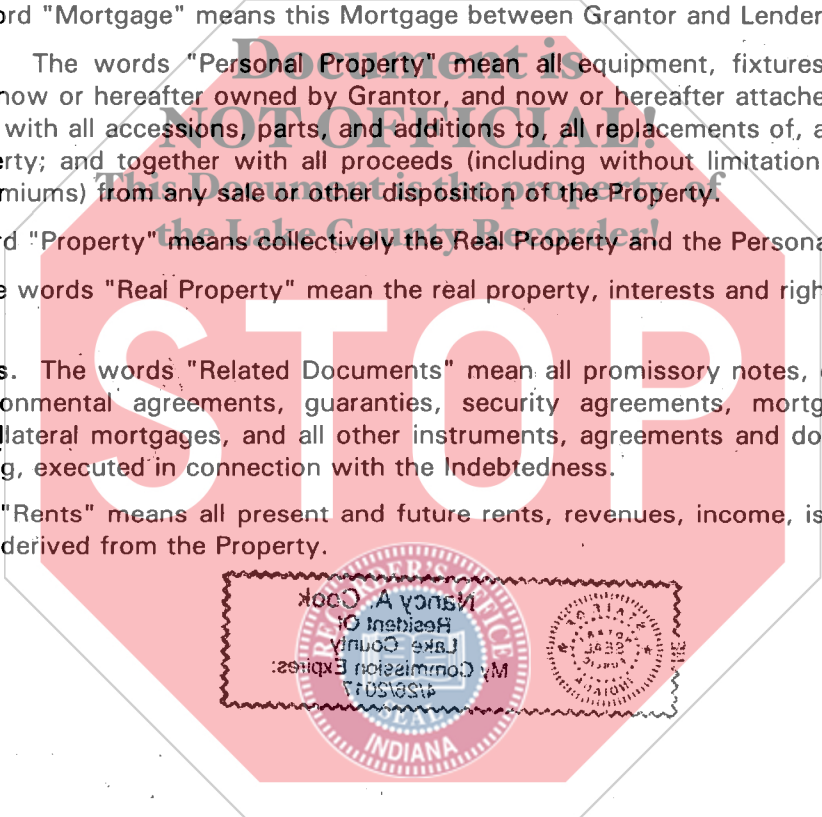 ord "Mortgage" means this Mortgage between Grantor and Lender
The words "Personal Property" mean all equipment, fixtures
now or hereafter owned by Grantor, and now or hereafter attache
with all accessions, parts, and additions to, all replacements of, a
erty; and together with all proceeds (including without limitation
miums) from any sale or other disposition of the Property.
rd "Property" means collectively the Real Property and the Persona
e words "Real Property" mean the real property, interests and righ
s. The words "Related Documents" mean all promissory notes,
onmental agreements, guaranties, security agreements, mortg
llateral mortgages, and all other instruments, agreements and do
g, executed in connection with the Indebtedness.
"Rents" means all present and future rents, revenues, income, is
derived from the Property.
Document is
NOT OFFICIAL!
This Document is the property of
the Lake County Recorder!
STOP
Nancy A. Cook
Resident Of
Lake County
My Commission Expires:
4/28/2017
RECORDER'S OFFICE
SEAL
INDIANA